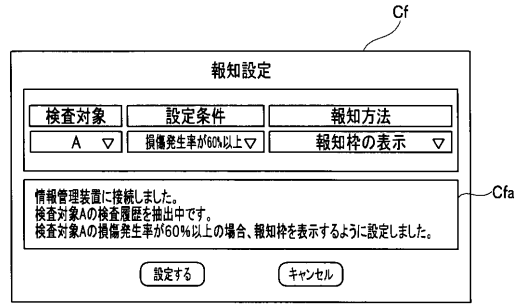 Cf
報知設定
検査対象 設定条件 報知方法
A ▽ 損傷発生率が60%以上▽ 報知枠の表示 ▽
情報管理装置に接続しました。
検査対象Aの検査履歴を抽出中です。
検査対象Aの損傷発生率が60%以上の場合、報知枠を表示するように設定しました。
Cfa
設定する キャンセル